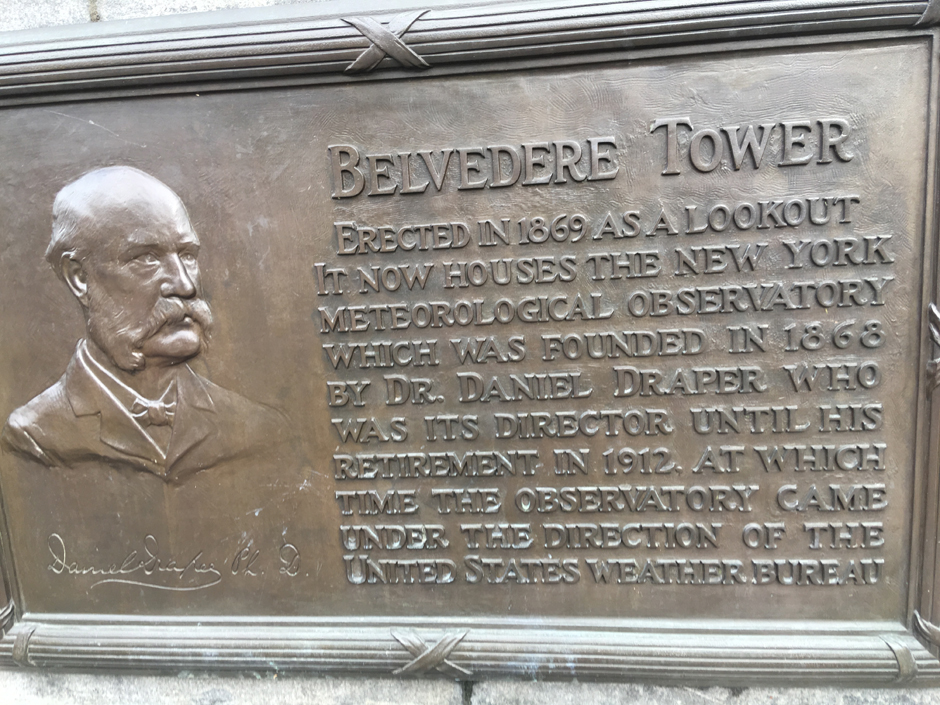 BELVEDERE TOWER
ERECTED IN 1869 AS A LOOKOUT
IT NOW HOUSES THE NEW YORK
METEOROLOGICAL OBSERVATORY
WHICH WAS FOUNDED IN 1868
BY DR. DANIEL DRAPER WHO
WAS ITS DIRECTOR UNTIL HIS
RETIREMENT IN 1912. AT WHICH
TIME THE OBSERVATORY CAME
UNDER THE DIRECTION OF THE
UNITED STATES WEATHER BUREAU
Daniel Draper Ph. D.